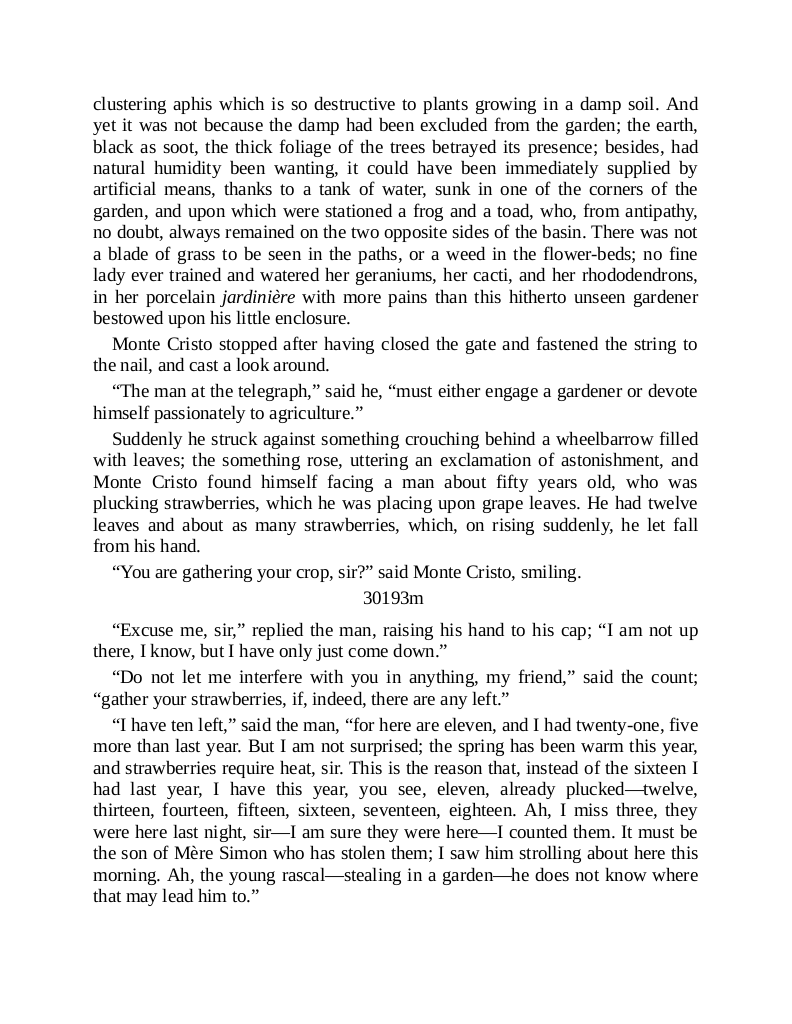 clustering aphis which is so destructive to plants growing in a damp soil. And
yet it was not because the damp had been excluded from the garden; the earth,
black as soot, the thick foliage of the trees betrayed its presence; besides, had
natural humidity been wanting, it could have been immediately supplied by
artificial means, thanks to a tank of water, sunk in one of the corners of the
garden, and upon which were stationed a frog and a toad, who, from antipathy,
no doubt, always remained on the two opposite sides of the basin. There was not
a blade of grass to be seen in the paths, or a weed in the flower-beds; no fine
lady ever trained and watered her geraniums, her cacti, and her rhododendrons,
in her porcelain jardinière with more pains than this hitherto unseen gardener
bestowed upon his little enclosure.
Monte Cristo stopped after having closed the gate and fastened the string to
the nail, and cast a look around.
“The man at the telegraph,” said he, “must either engage a gardener or devote
himself passionately to agriculture.”
Suddenly he struck against something crouching behind a wheelbarrow filled
with leaves; the something rose, uttering an exclamation of astonishment, and
Monte Cristo found himself facing a man about fifty years old, who was
plucking strawberries, which he was placing upon grape leaves. He had twelve
leaves and about as many strawberries, which, on rising suddenly, he let fall
from his hand.
“You are gathering your crop, sir?” said Monte Cristo, smiling.
30193m
“Excuse me, sir,” replied the man, raising his hand to his cap; “I am not up
there, I know, but I have only just come down.”
“Do not let me interfere with you in anything, my friend,” said the count;
“gather your strawberries, if, indeed, there are any left.”
“I have ten left,” said the man, “for here are eleven, and I had twenty-one, five
more than last year. But I am not surprised; the spring has been warm this year,
and strawberries require heat, sir. This is the reason that, instead of the sixteen I
had last year, I have this year, you see, eleven, already plucked—twelve,
thirteen, fourteen, fifteen, sixteen, seventeen, eighteen. Ah, I miss three, they
were here last night, sir—I am sure they were here—I counted them. It must be
the son of Mère Simon who has stolen them; I saw him strolling about here this
morning. Ah, the young rascal—stealing in a garden—he does not know where
that may lead him to.”